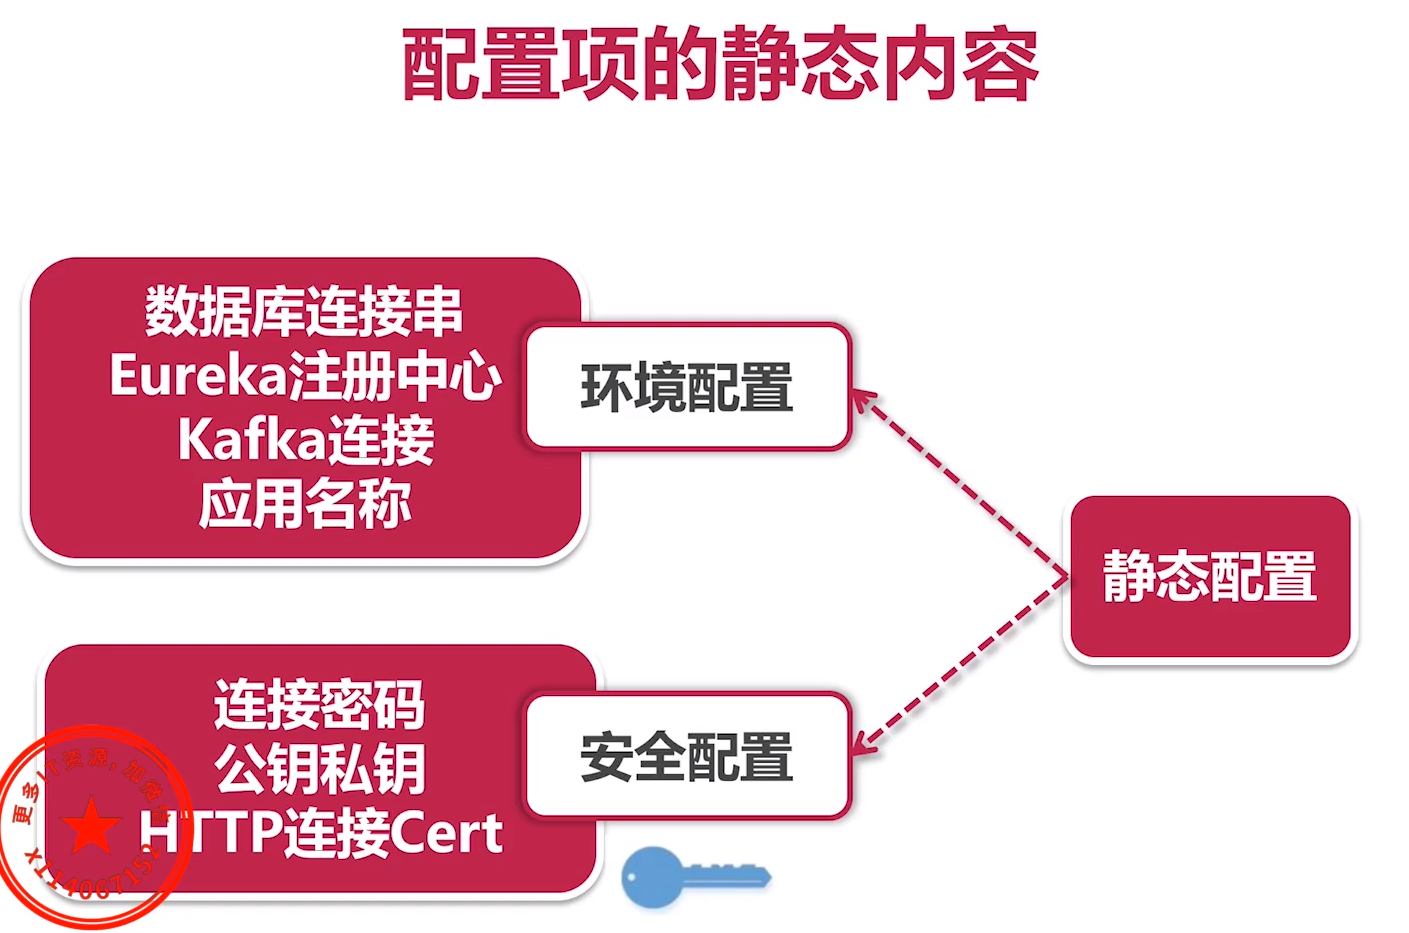 配置项的静态内容
数据库连接串
Eureka注册中心
Kafka连接
应用名称
环境配置
静态配置
连接密码
公钥私钥
HTTP连接Cert
安全配置
更多IT资源，加微信
x114067152